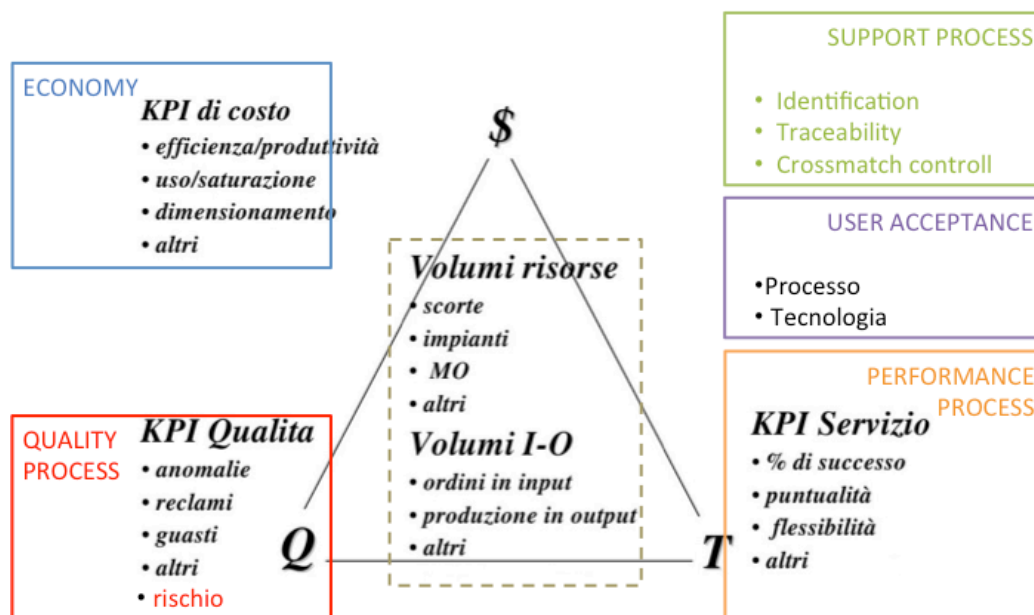 ECONOMY
KPI di costo
• efficienza/produttività
• uso/saturazione
• dimensionamento
• altri
$
SUPPORT PROCESS
• Identification
• Traceability
• Crossmatch controll
USER ACCEPTANCE
•Processo
• Tecnologia
Volumi risorse
• scorte
• impianti
• MO
• altri
Volumi I-O
• ordini in input
• produzione in output
• altri
QUALITY
PROCESS
KPI Qualita
• anomalie
• reclami
• guasti
• altri
• rischio
Q
T
PERFORMANCE
PROCESS
KPI Servizio
• % di successo
• puntualità
• flessibilità
• altri